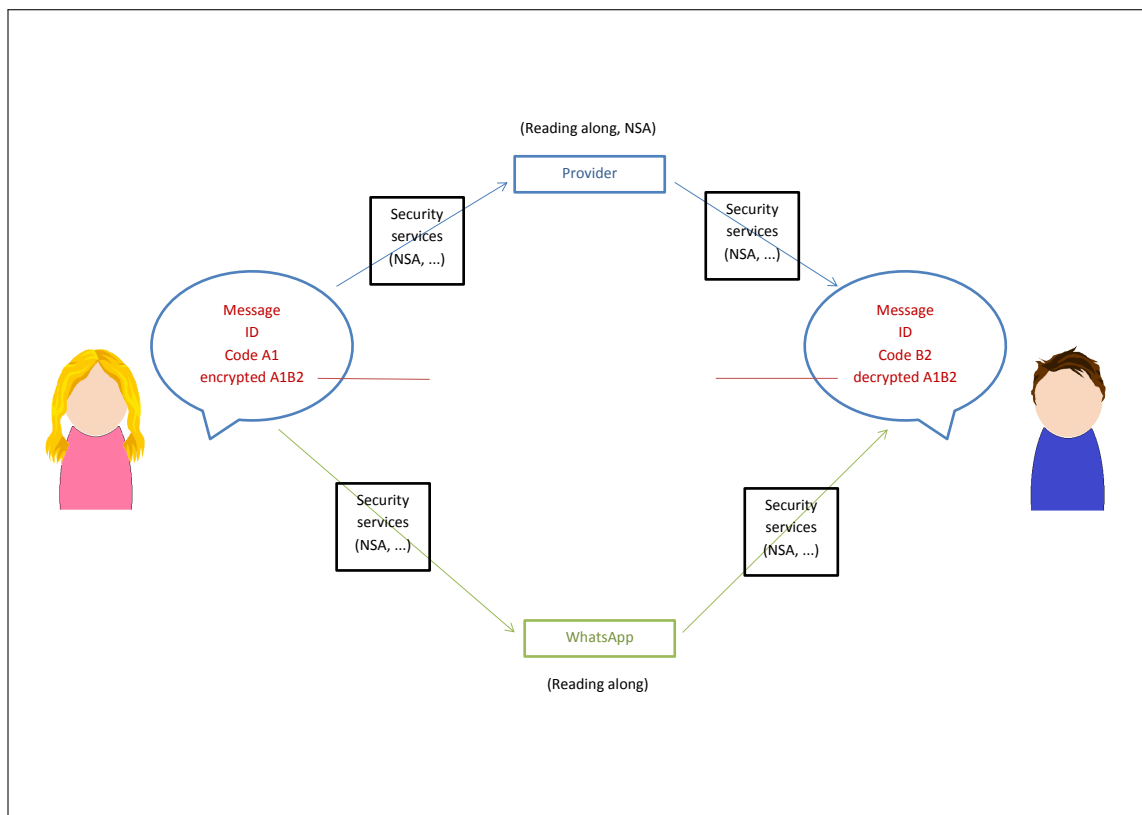 (Reading along, NSA)
Provider
Security
services
(NSA, ...)
Security
services
(NSA, ...)
Message
ID
Code A1
encrypted A1B2
Message
ID
Code B2
decrypted A1B2
Security
services
(NSA, ...)
Security
services
(NSA, ...)
WhatsApp
(Reading along)